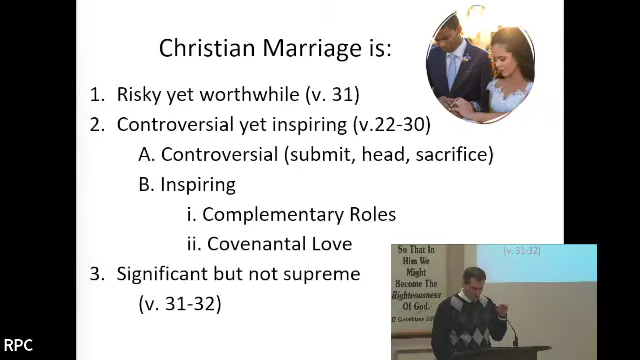 Christian Marriage is:
1. Risky yet worthwhile (v. 31)
2. Controversial yet inspiring (v.22-30)
A. Controversial (submit, head, sacrifice)
B. Inspiring
i. Complementary Roles
ii. Covenantal Love
3. Significant but not supreme
(v. 31-32)
So That in
Him We
Might
Become The
Righteousness
Of God.
II Corinthians
(v. 31-32)
RPC